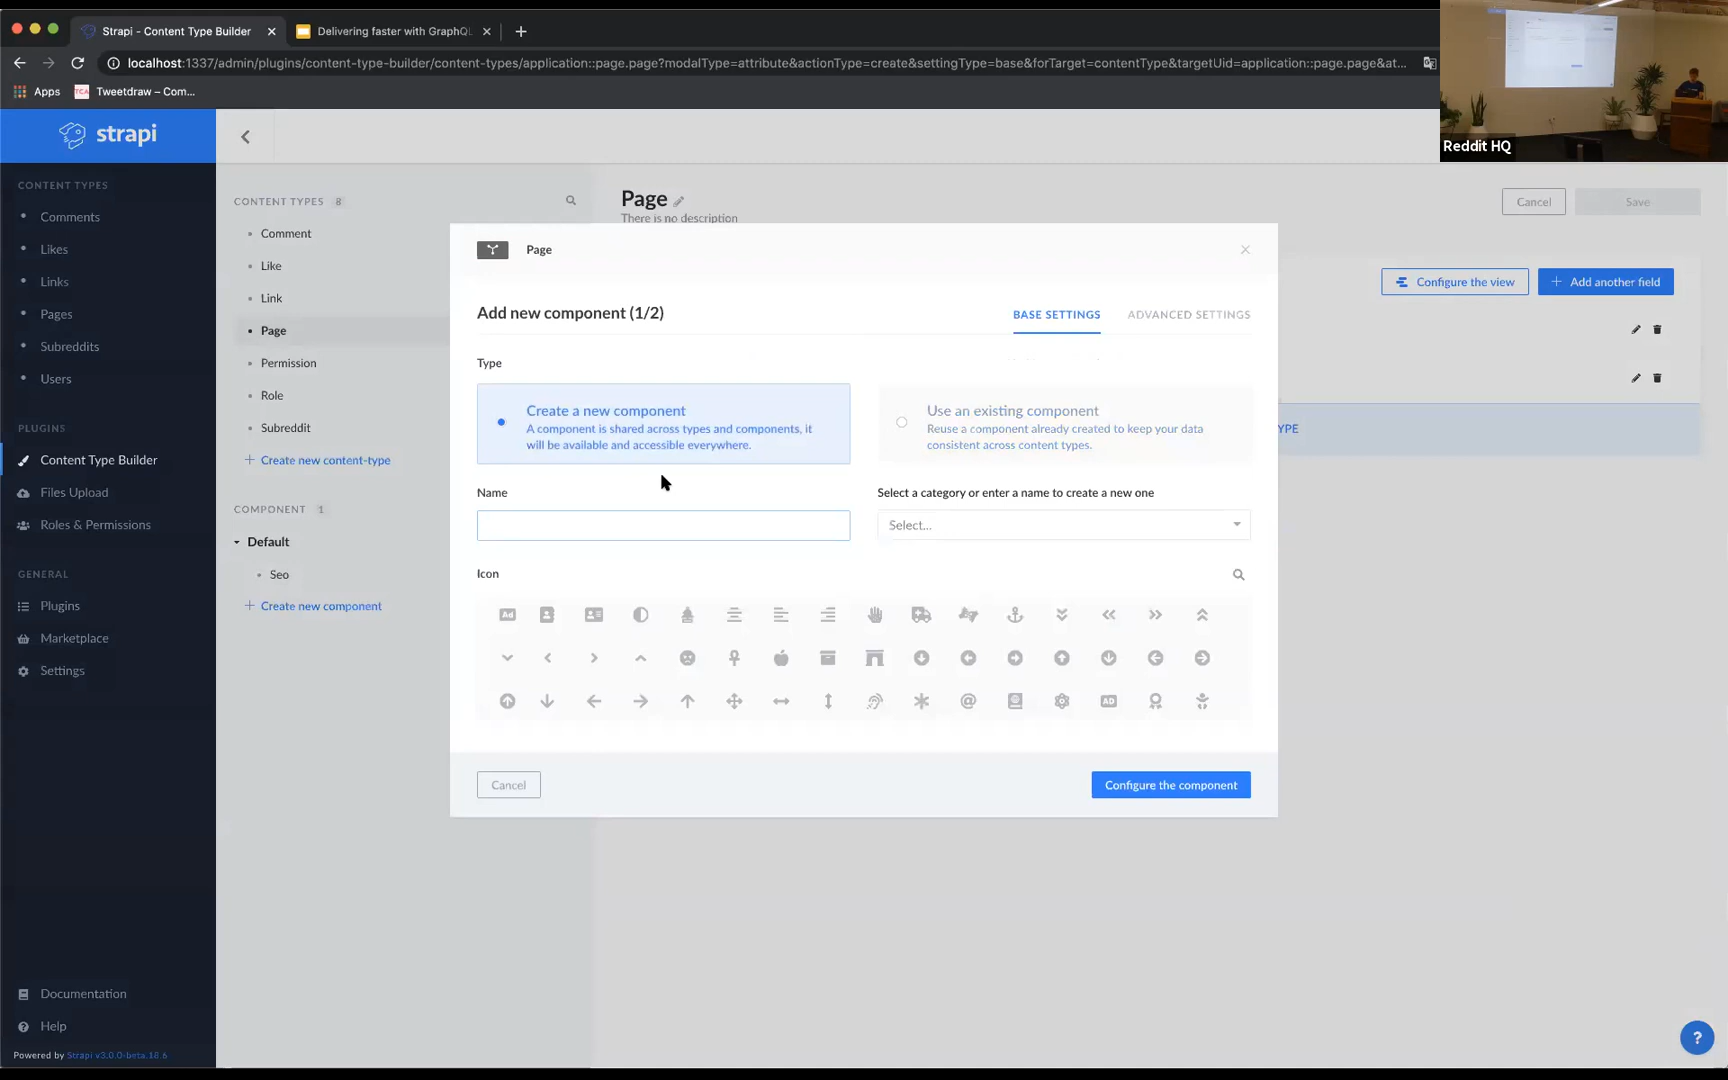 Strapi - Content Type Builder
Delivering faster with GraphQL
localhost:1337/admin/plugins/content-type-builder/content-types/application::page.page?modalType=attribute&actionType=create&settingType=base&forTarget=contentType&targetUid=application::page.page&at...
Apps
TCA
Tweetdraw – Com...
Reddit HQ
strapi
CONTENT TYPES
Comments
Likes
Links
Pages
Subreddits
Users
PLUGINS
Content Type Builder
Files Upload
Roles & Permissions
GENERAL
Plugins
Marketplace
Settings
Documentation
Help
Powered by Strapi v3.0.0-beta.18.6
CONTENT TYPES 8
Comment
Like
Link
Page
Permission
Role
Subreddit
+ Create new content-type
COMPONENT 1
Default
Seo
+ Create new component
Page
There is no description
Cancel
Save
Configure the view
+ Add another field
YPE
Page
Add new component (1/2)
BASE SETTINGS
ADVANCED SETTINGS
Type
Create a new component
A component is shared across types and components, it
will be available and accessible everywhere.
Use an existing component
Reuse a component already created to keep your data
consistent across content types.
Name
Select a category or enter a name to create a new one
Select...
Icon
Ad
AD
Cancel
Configure the component
?